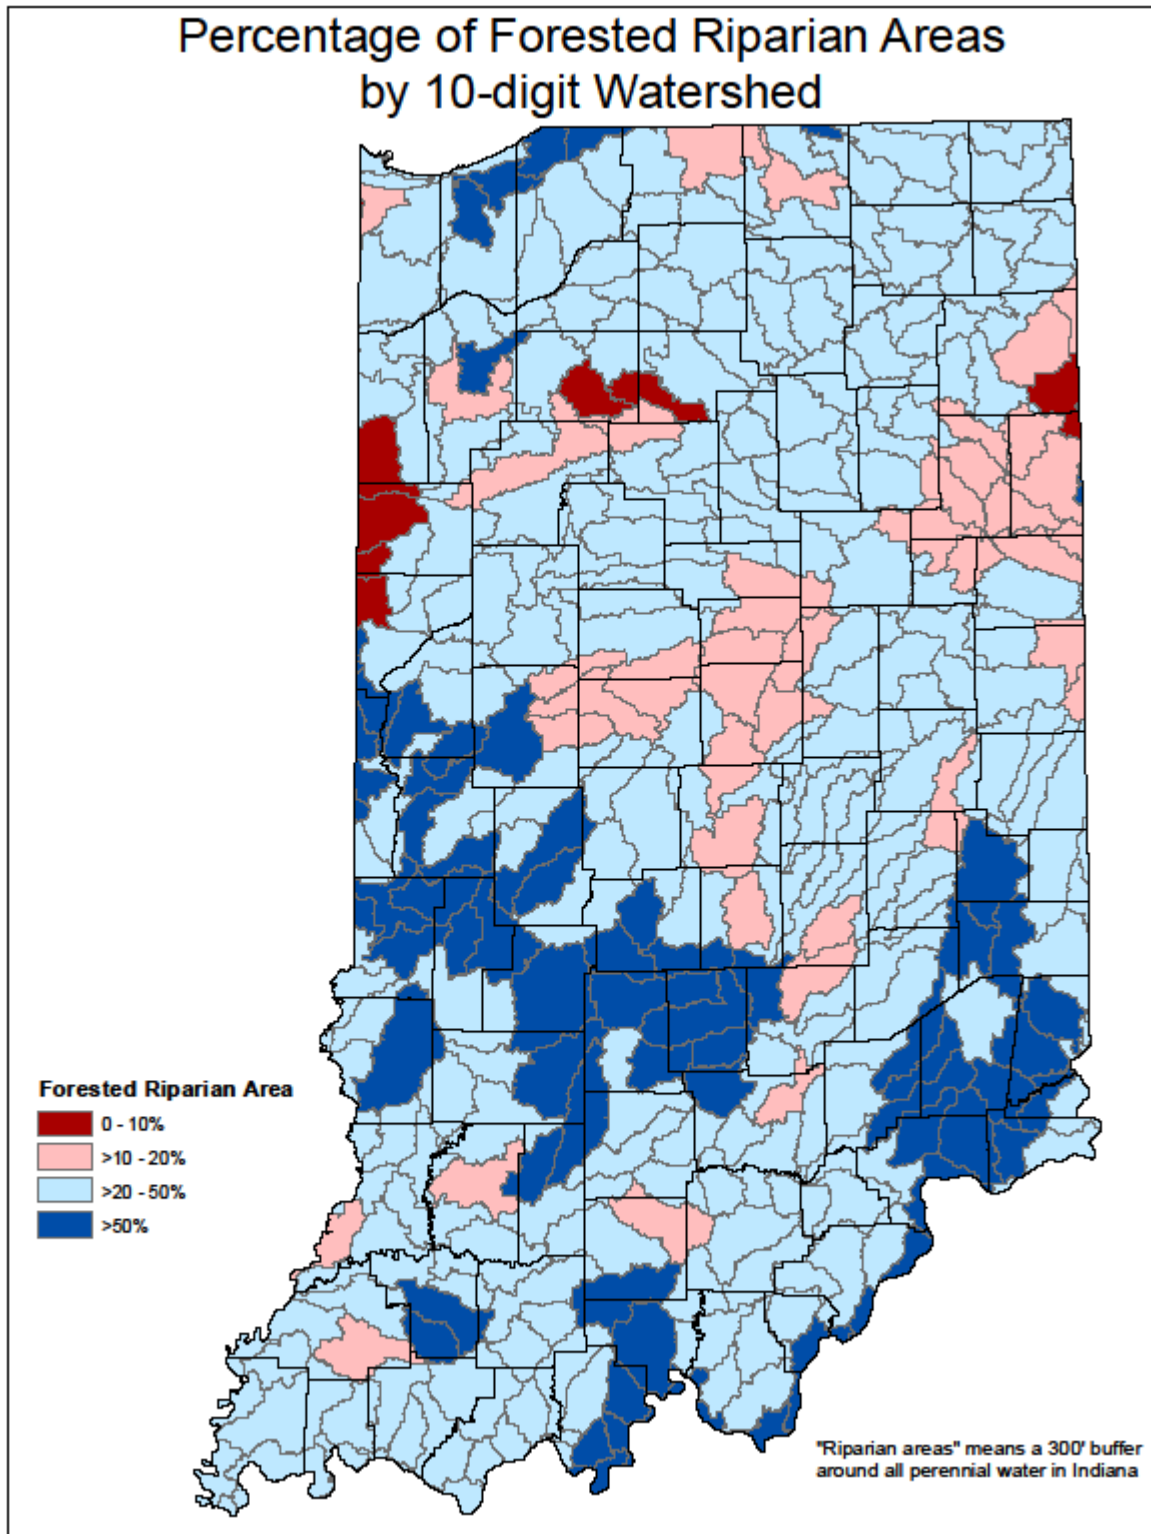 Percentage of Forested Riparian Areas
by 10-digit Watershed
Forested Riparian Area
0 - 10%
>10 - 20%
>20 - 50%
>50%
"Riparian areas" means a 300' buffer
around all perennial water in Indiana